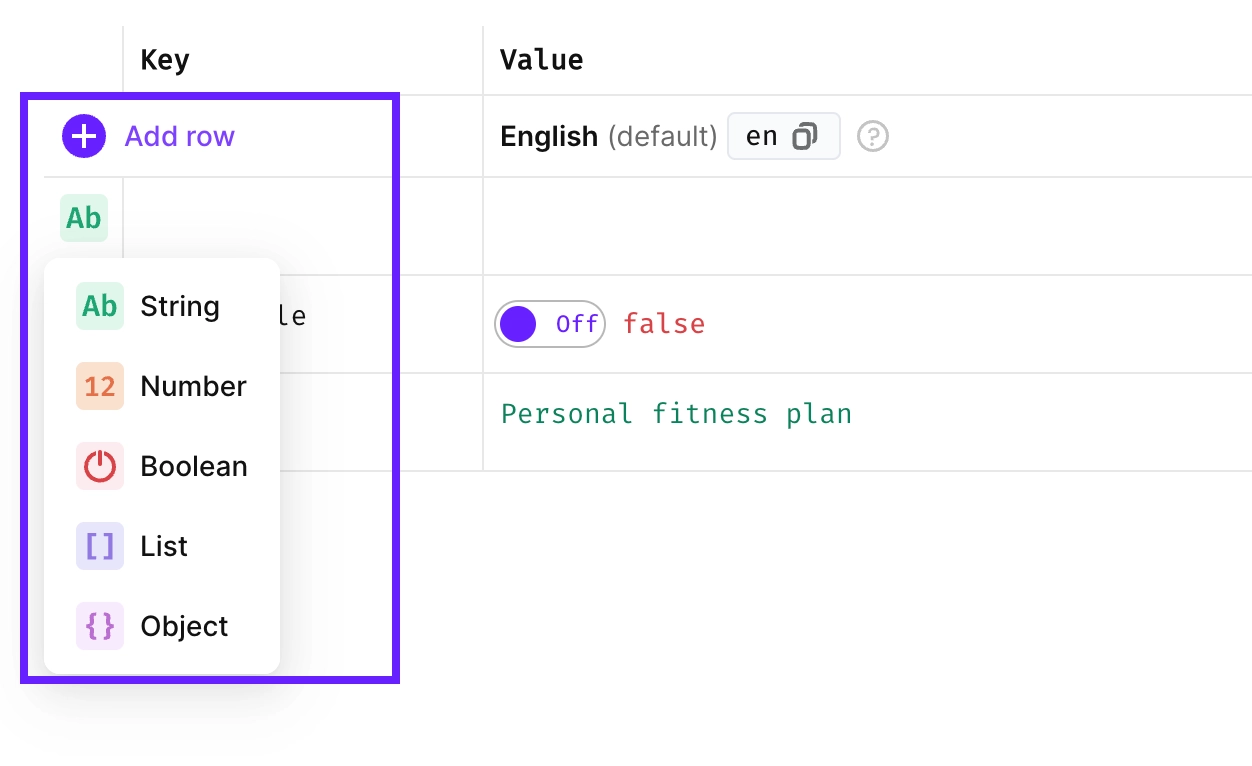 Key Value
Add row English (default) en ?
Ab
Ab String
12 Number
Boolean
[] List
{} Object
le Off false
Personal fitness plan